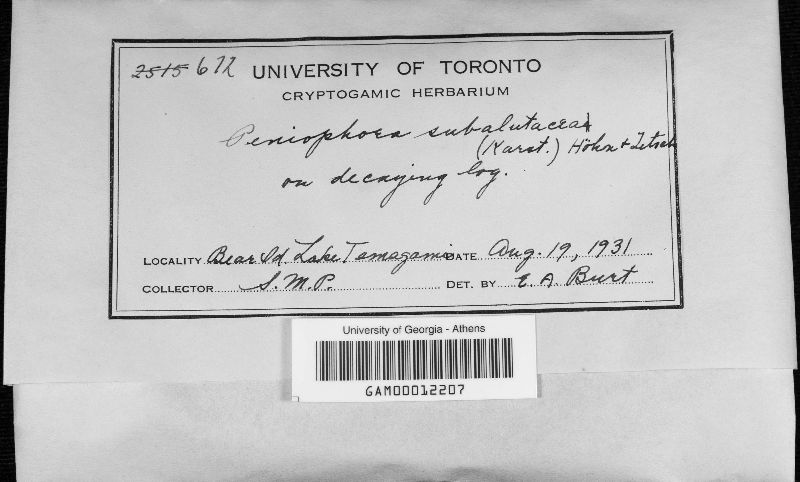 2515 672 UNIVERSITY OF TORONTO
CRYPTOGAMIC HERBARIUM
Peniophora subalutacea
(Karst.) Höhn & Litsch
on decaying log.
LOCALITY Bear Id Lake Temagami DATE Aug. 19, 1931
COLLECTOR S.M.P. DET. BY E. A. Burt
University of Georgia - Athens
GAM00012207